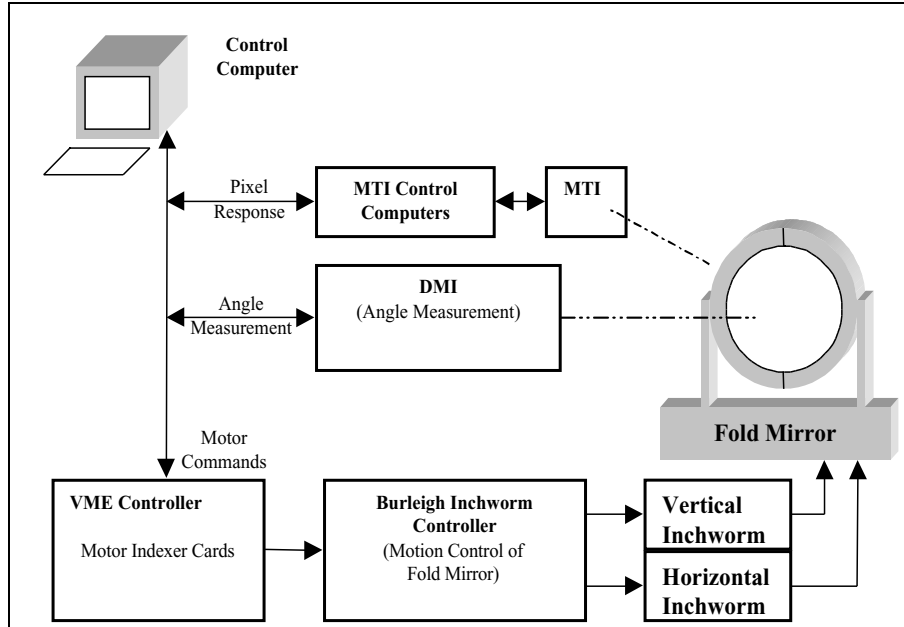 Control
Computer
Pixel
Response
MTI Control
Computers
MTI
Angle
Measurement
DMI
(Angle Measurement)
Fold Mirror
Motor
Commands
VME Controller
Motor Indexer Cards
Burleigh Inchworm
Controller
(Motion Control of
Fold Mirror)
Vertical
Inchworm
Horizontal
Inchworm